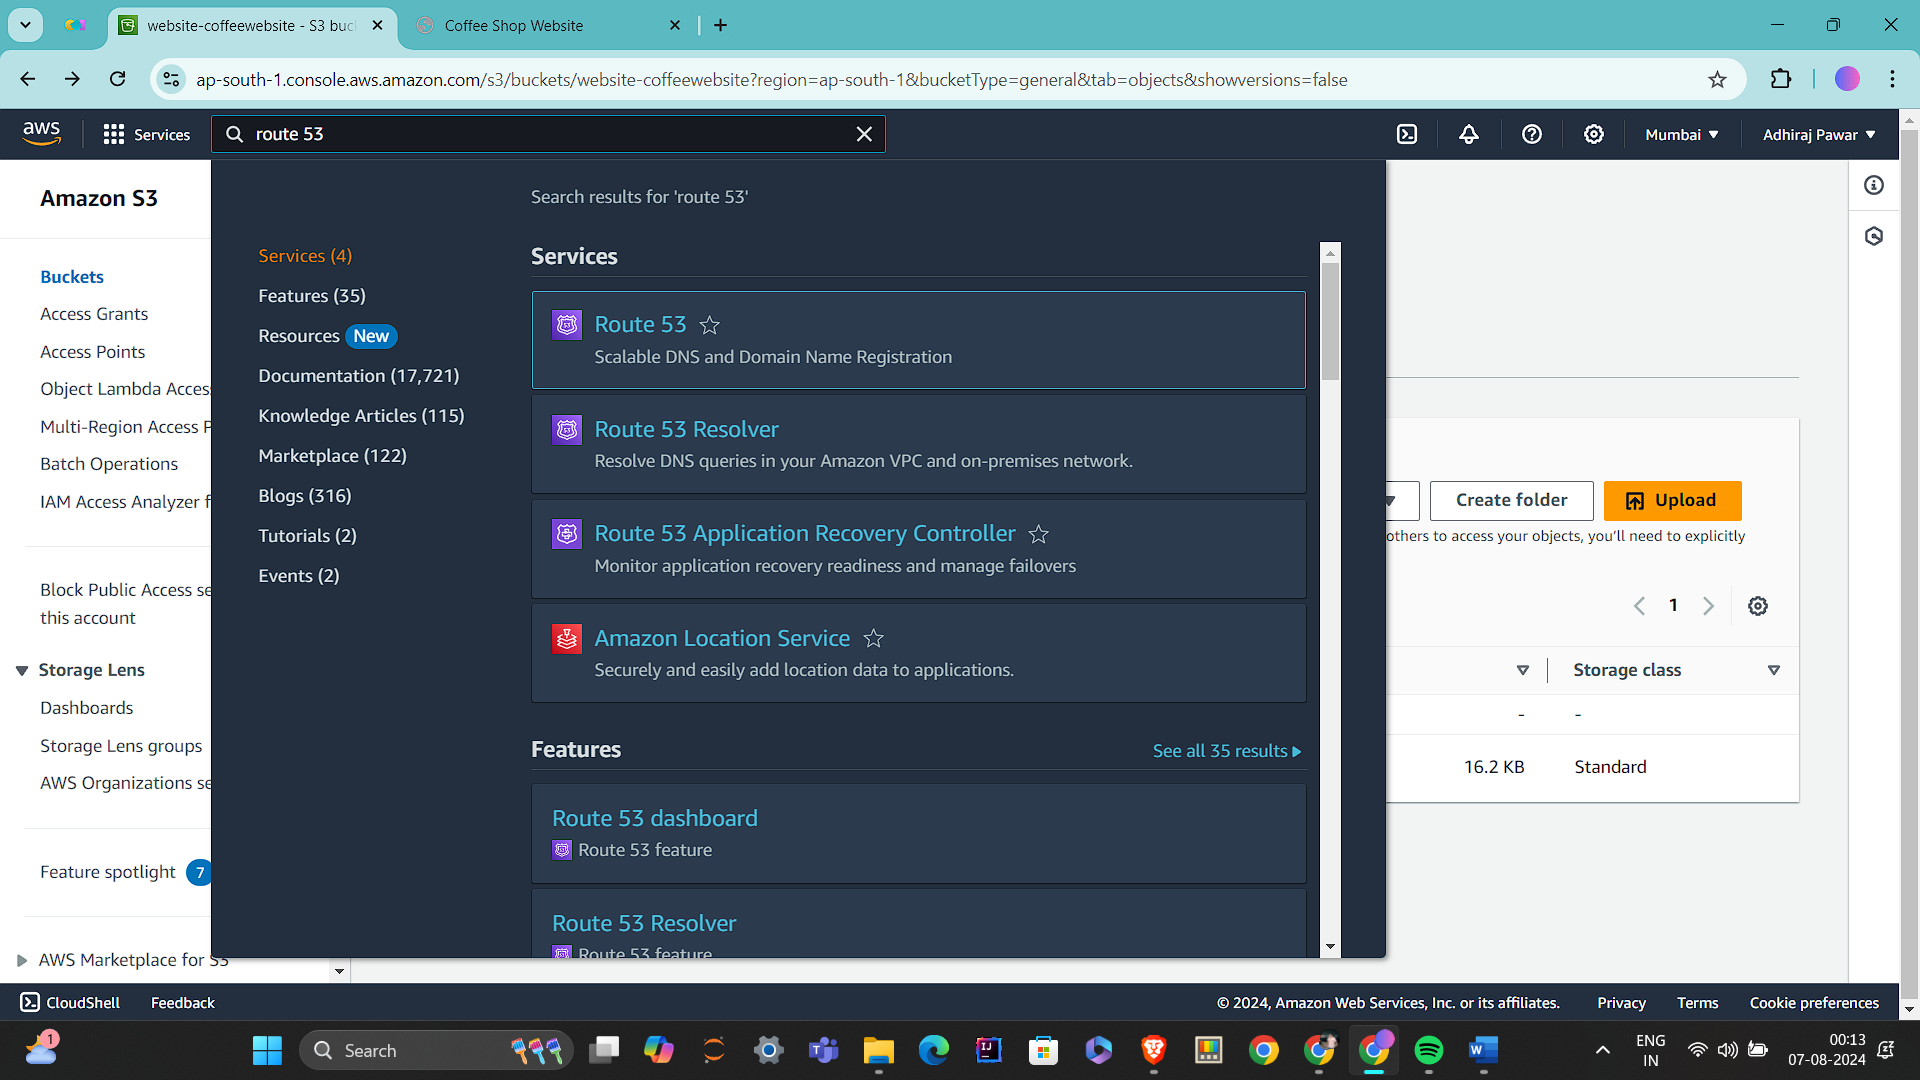 website-coffeewebsite - S3 buc
Coffee Shop Website
ap-south-1.console.aws.amazon.com/s3/buckets/website-coffeewebsite?region=ap-south-1&bucketType=general&tab=objects&showversions=false
aws
Services
route 53
Mumbai
Adhiraj Pawar
Amazon S3
Buckets
Access Grants
Access Points
Object Lambda Access
Multi-Region Access P
Batch Operations
IAM Access Analyzer f
Block Public Access se
this account
Storage Lens
Dashboards
Storage Lens groups
AWS Organizations se
Feature spotlight 7
AWS Marketplace for S3
Search results for 'route 53'
Services (4)
Features (35)
Resources New
Documentation (17,721)
Knowledge Articles (115)
Marketplace (122)
Blogs (316)
Tutorials (2)
Events (2)
Services
Route 53
Scalable DNS and Domain Name Registration
Route 53 Resolver
Resolve DNS queries in your Amazon VPC and on-premises network.
Route 53 Application Recovery Controller
Monitor application recovery readiness and manage failovers
Amazon Location Service
Securely and easily add location data to applications.
Features
See all 35 results
Route 53 dashboard
Route 53 feature
Route 53 Resolver
Route 53 feature
Create folder
Upload
others to access your objects, you'll need to explicitly
1
Storage class
-
-
16.2 KB
Standard
CloudShell
Feedback
© 2024, Amazon Web Services, Inc. or its affiliates.
Privacy
Terms
Cookie preferences
1
Search
ENG
IN
00:13
07-08-2024